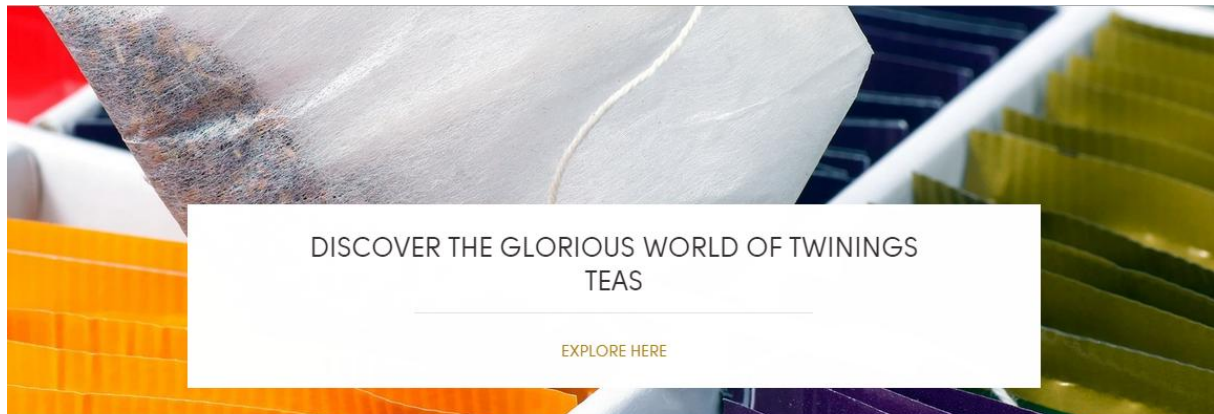 DISCOVER THE GLORIOUS WORLD OF TWININGS
TEAS
EXPLORE HERE